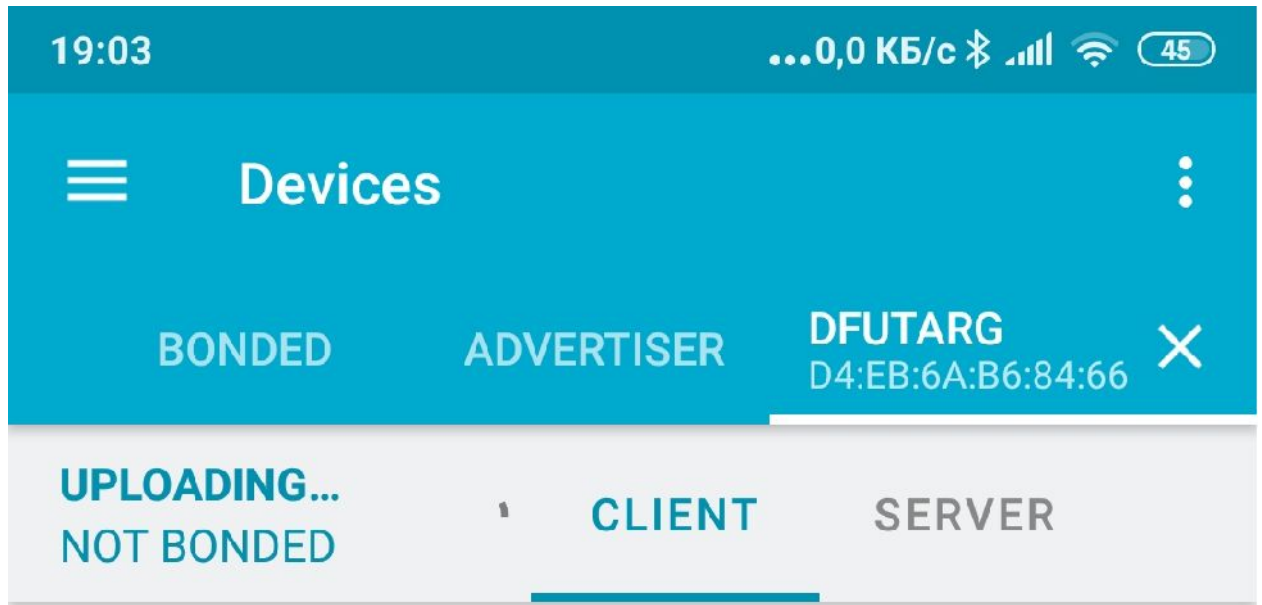 19:03 ...0,0 КБ/с 45
Devices
BONDED ADVERTISER DFUTARG
D4:EB:6A:B6:84:66
UPLOADING... CLIENT SERVER
NOT BONDED